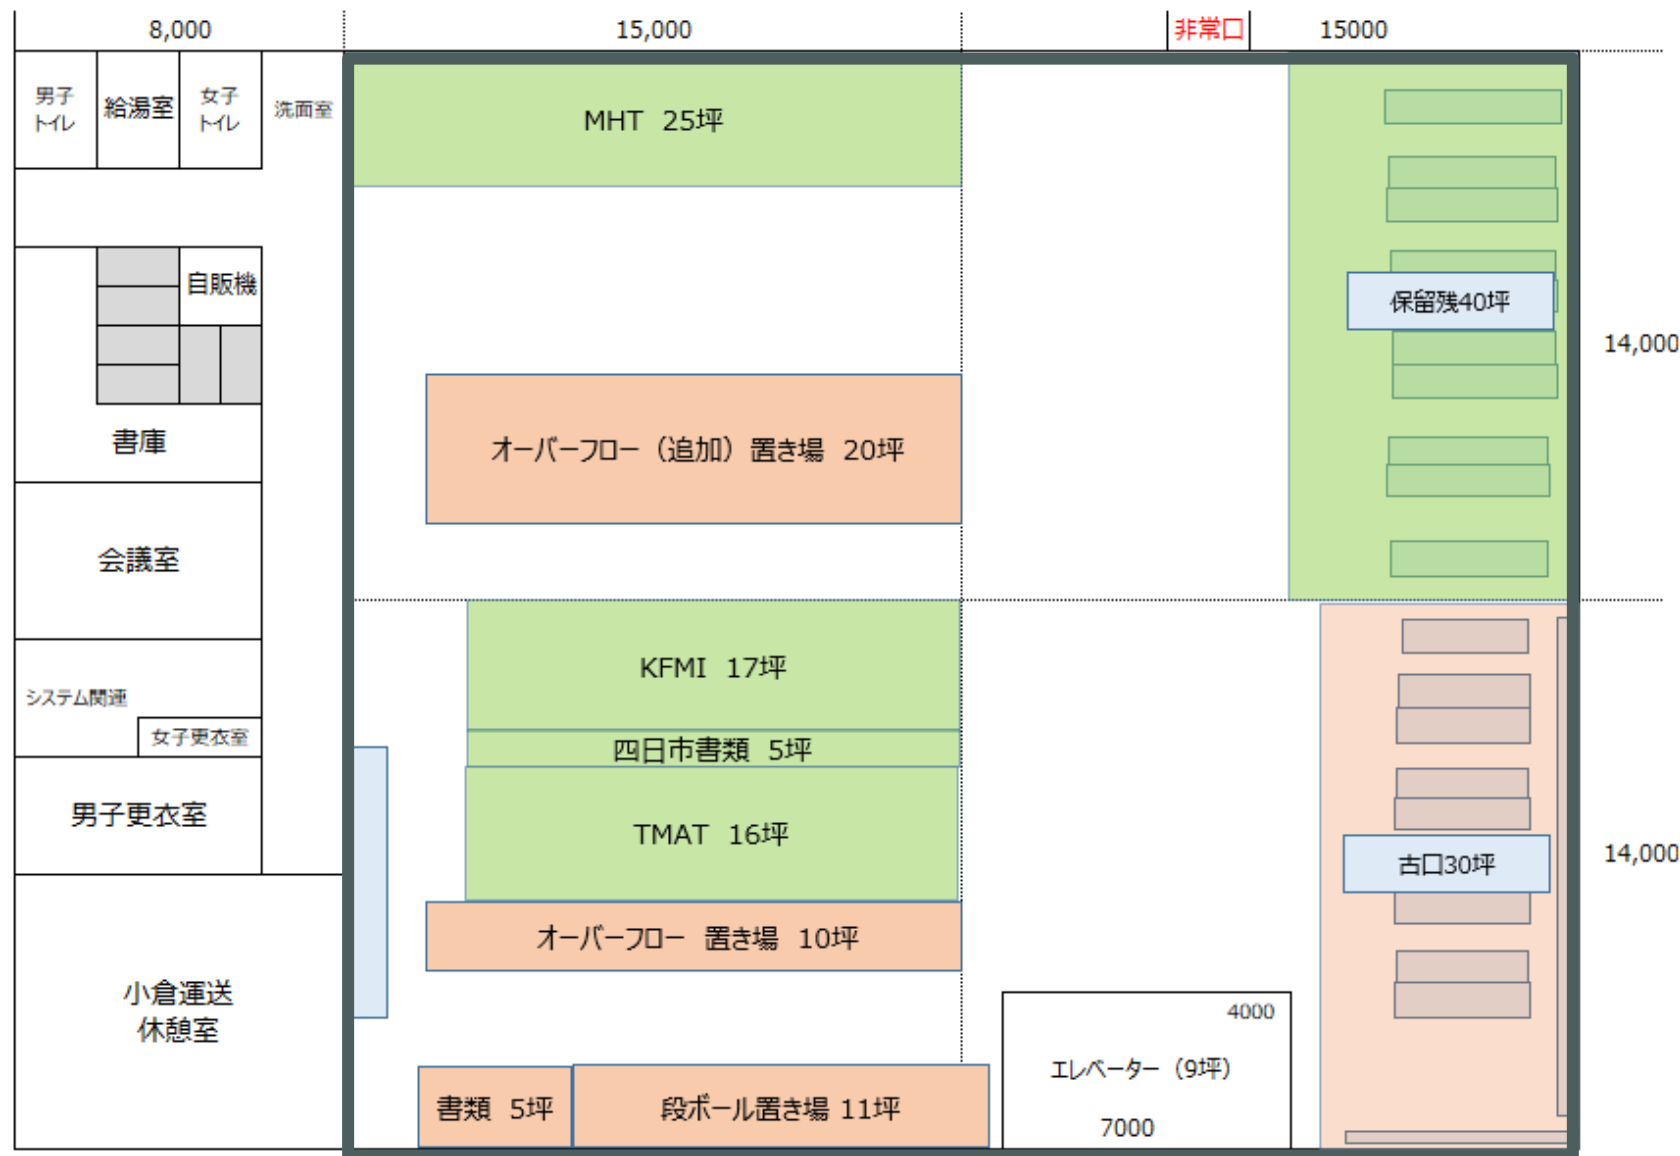 8,000
15,000
非常口
15000
男子
トイレ
給湯室
女子
トイレ
洗面室
MHT 25坪
自販機
保留残40坪
14,000
書庫
オーバーフロー（追加）置き場 20坪
会議室
KFMI 17坪
システム関連
女子更衣室
四日市書類 5坪
男子更衣室
TMAT 16坪
古口30坪
14,000
オーバーフロー 置き場 10坪
小倉運送
休憩室
4000
エレベーター（9坪）
7000
書類 5坪
段ボール置き場 11坪